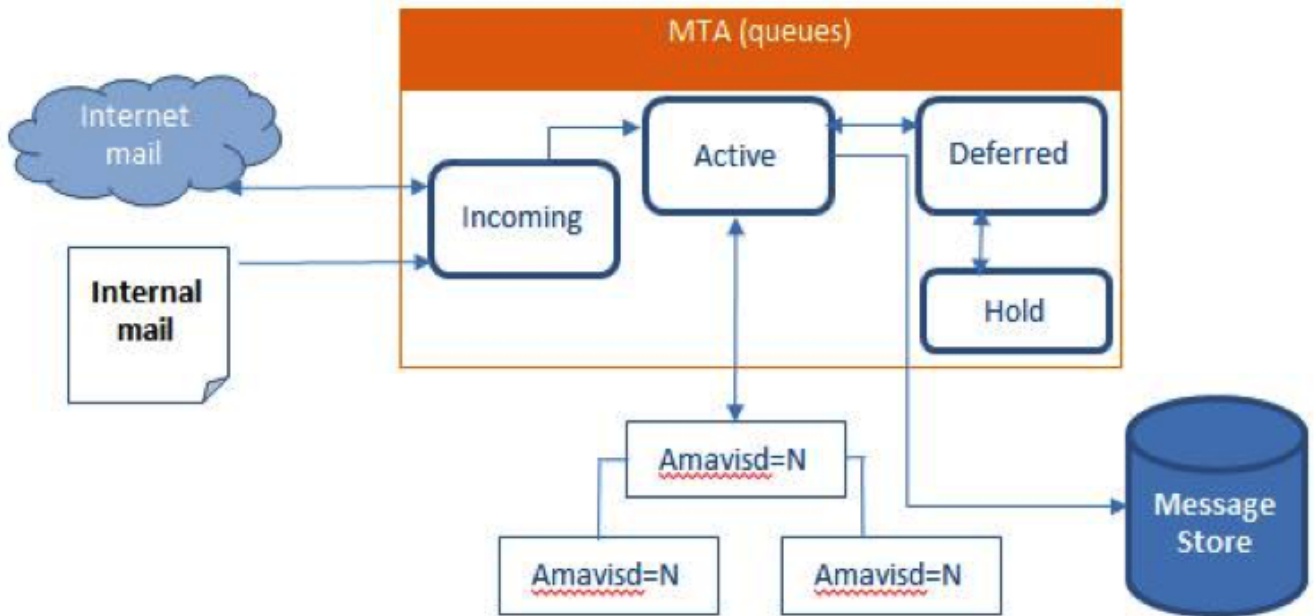 MTA (queues)
Internet
mail
Active
Deferred
Incoming
Internal
mail
Hold
Amavisd=N
Message
Store
Amavisd=N
Amavisd=N